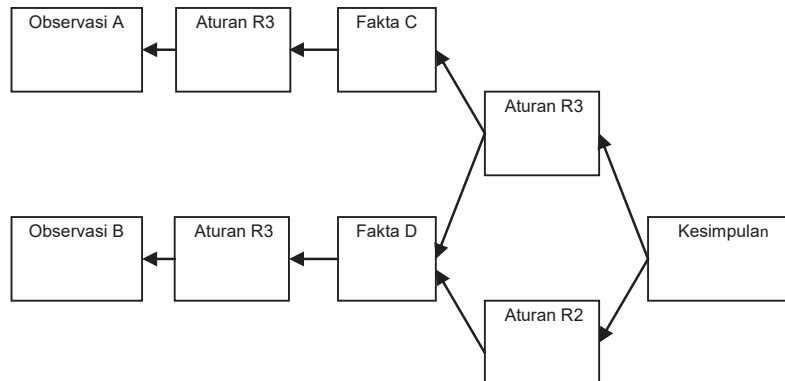 Observasi A
Aturan R3
Fakta C
Aturan R3
Observasi B
Aturan R3
Fakta D
Kesimpulan
Aturan R2